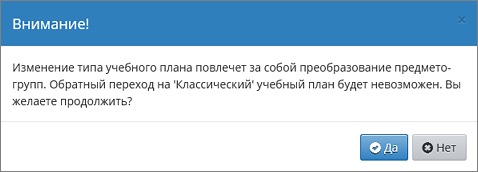 Внимание!
Изменение типа учебного плана повлечет за собой преобразование предмето-
групп. Обратный переход на 'Классический' учебный план будет невозможен. Вы
желаете продолжить?
Да Нет